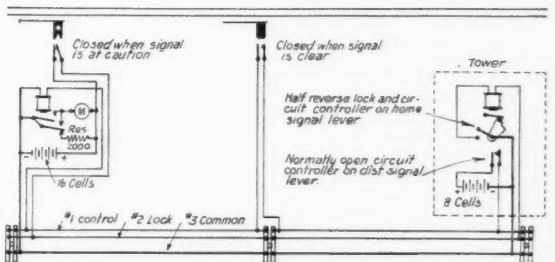 Closed when signal
is at caution
Closed when signal
is clear
Tower
Half reverse lock and cir-
cuit controller on home
signal lever
Normally open circuit
controller on dist signal
lever.
M
Res
2000
- +
16 Cells
+ -
8 Cells
#1 control #2 Lock #3 Common